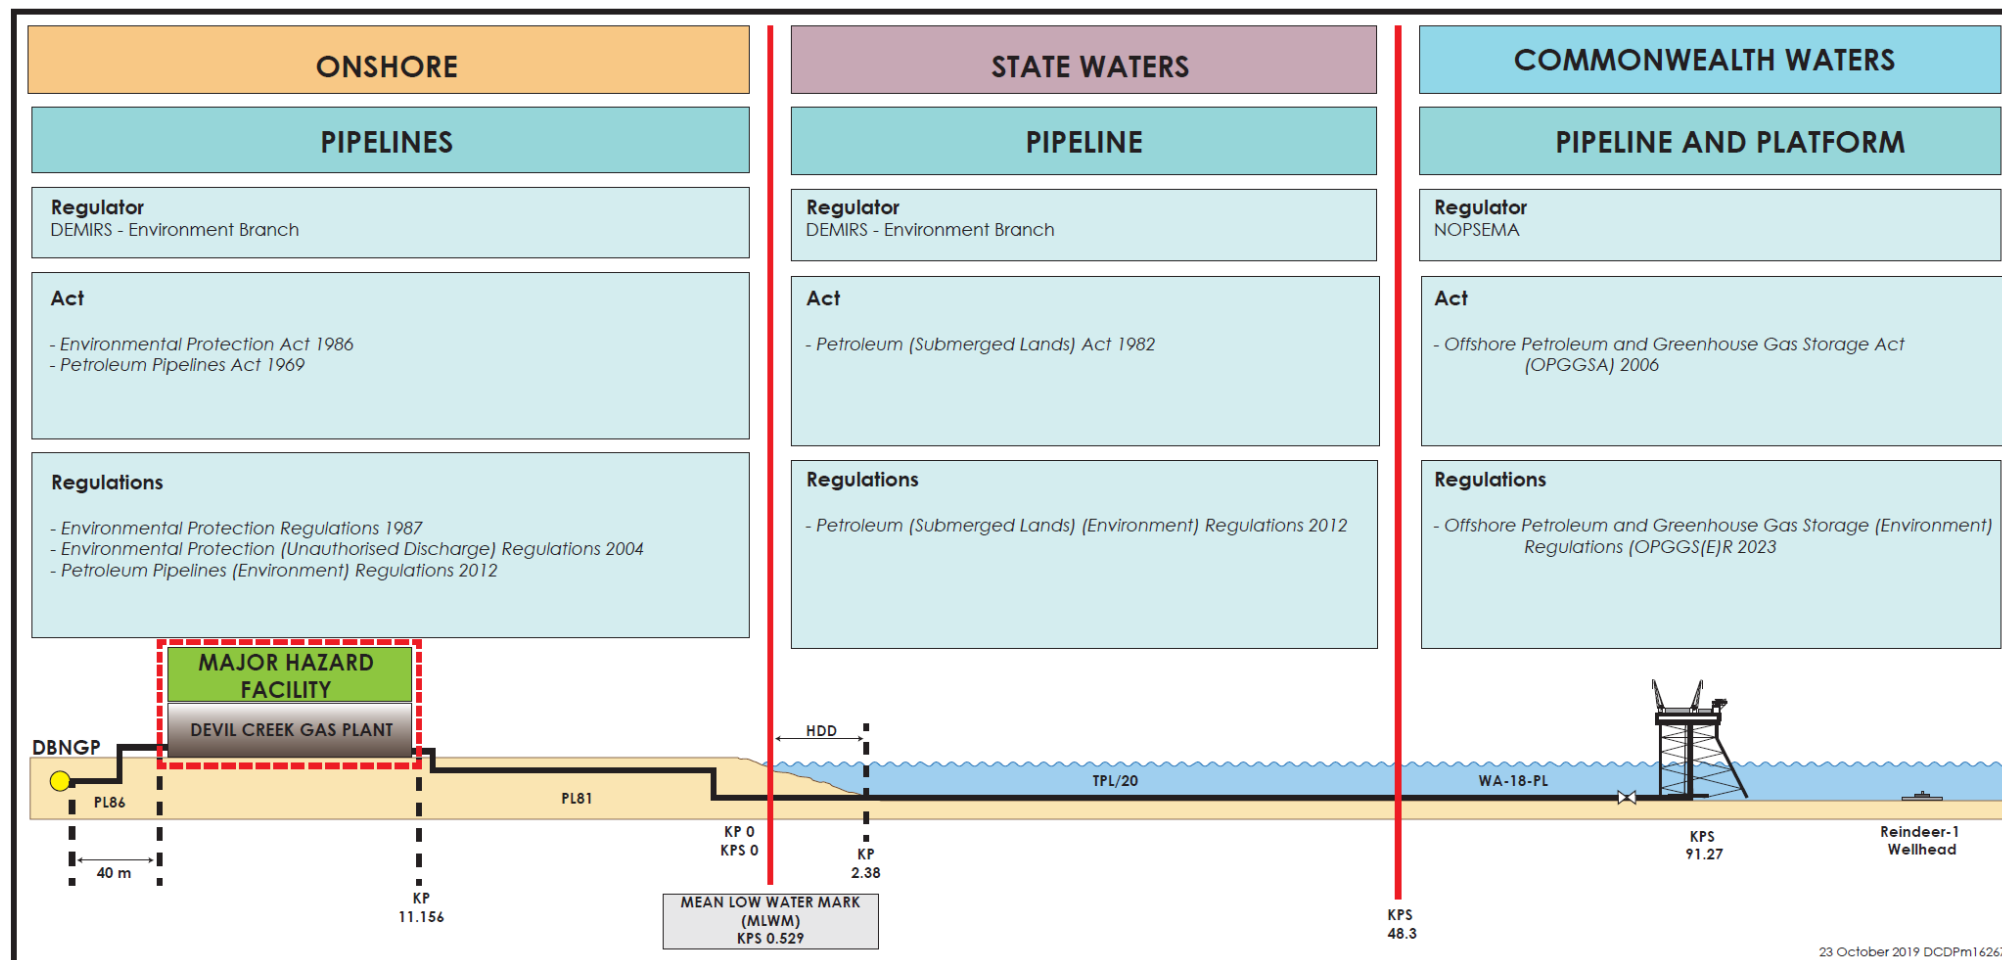 ONSHORE
PIPELINES
Regulator
DEMIRS - Environment Branch
Act
- Environmental Protection Act 1986
- Petroleum Pipelines Act 1969
Regulations
- Environmental Protection Regulations 1987
- Environmental Protection (Unauthorised Discharge) Regulations 2004
- Petroleum Pipelines (Environment) Regulations 2012
STATE WATERS
PIPELINE
Regulator
DEMIRS - Environment Branch
Act
- Petroleum (Submerged Lands) Act 1982
Regulations
- Petroleum (Submerged Lands) (Environment) Regulations 2012
COMMONWEALTH WATERS
PIPELINE AND PLATFORM
Regulator
NOPSEMA
Act
- Offshore Petroleum and Greenhouse Gas Storage Act
(OPGGSA) 2006
Regulations
- Offshore Petroleum and Greenhouse Gas Storage (Environment)
Regulations (OPGGS(E)R 2023
MAJOR HAZARD
FACILITY
DEVIL CREEK GAS PLANT
DBNGP
PL86
40 m
KP
11.156
PL81
KP 0
KPS 0
MEAN LOW WATER MARK
(MLWM)
KPS 0.529
HDD
KP
2.38
TPL/20
KPS
48.3
WA-18-PL
KPS
91.27
Reindeer-1
Wellhead
23 October 2019 DCDPm16267